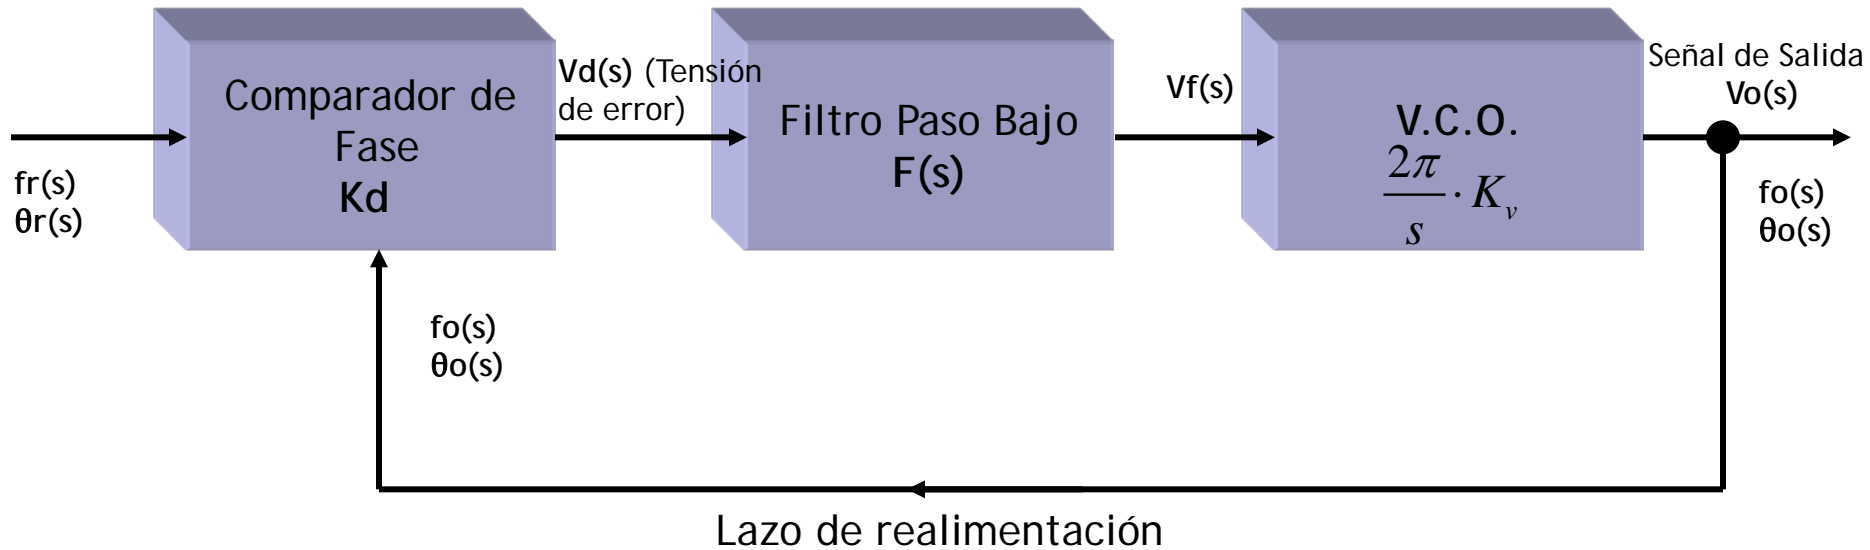 fr(s)
θr(s)
Comparador de
Fase
Kd
Vd(s) (Tensión
de error)
Filtro Paso Bajo
F(s)
Vf(s)
V.C.O.
2π/s · Kv
Señal de Salida
Vo(s)
fo(s)
θo(s)
fo(s)
θo(s)
Lazo de realimentación